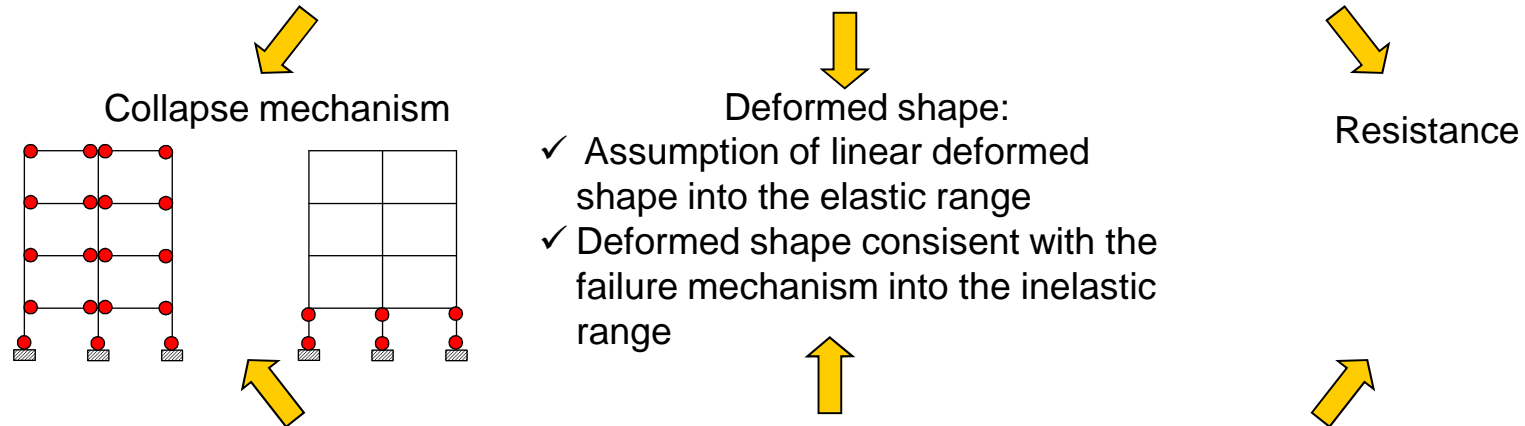 Collapse mechanism
Deformed shape:
✓ Assumption of linear deformed
shape into the elastic range
✓ Deformed shape consisent with the
failure mechanism into the inelastic
range
Resistance